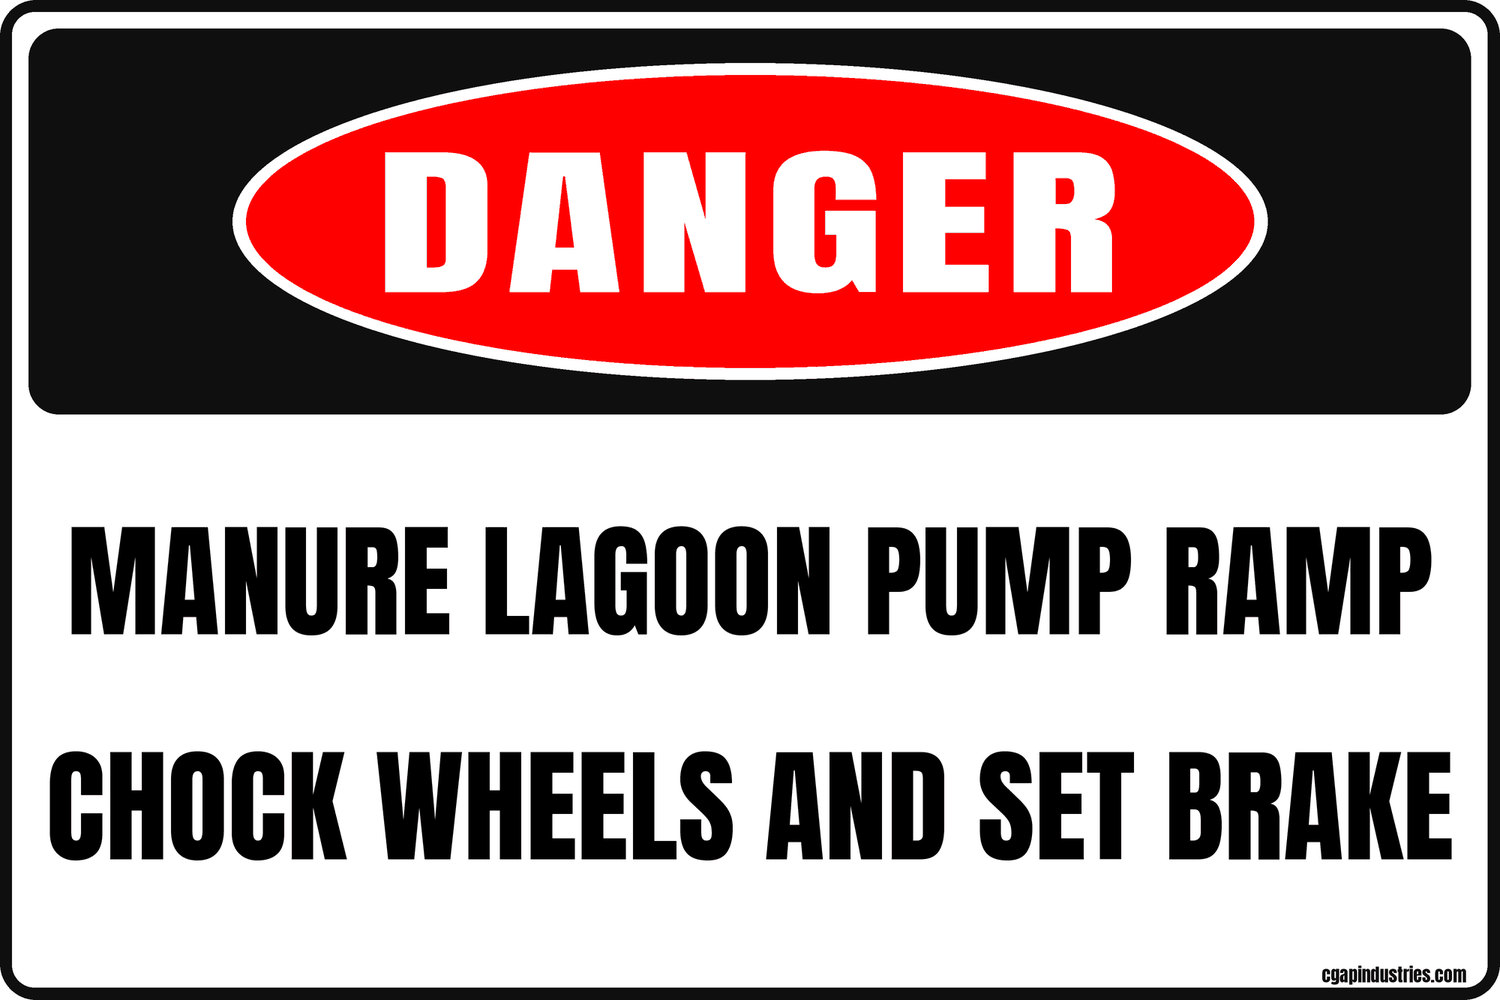 DANGER
MANURE LAGOON PUMP RAMP
CHOCK WHEELS AND SET BRAKE
cgapindustries.com